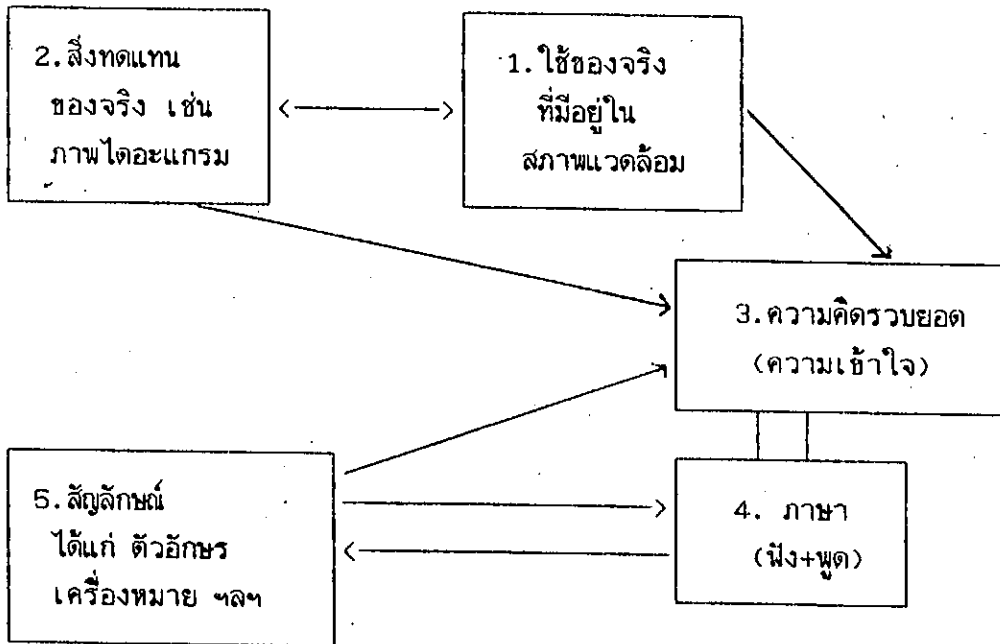 2.สิ่งทดแทน
ของจริง เช่น
ภาพไดอะแกรม
1.ใช้ของจริง
ที่มีอยู่ใน
สภาพแวดล้อม
3.ความคิดรวบยอด
(ความเข้าใจ)
5.สัญลักษณ์
ได้แก่ ตัวอักษร
เครื่องหมาย ฯลฯ
4. ภาษา
(ฟัง+พูด)